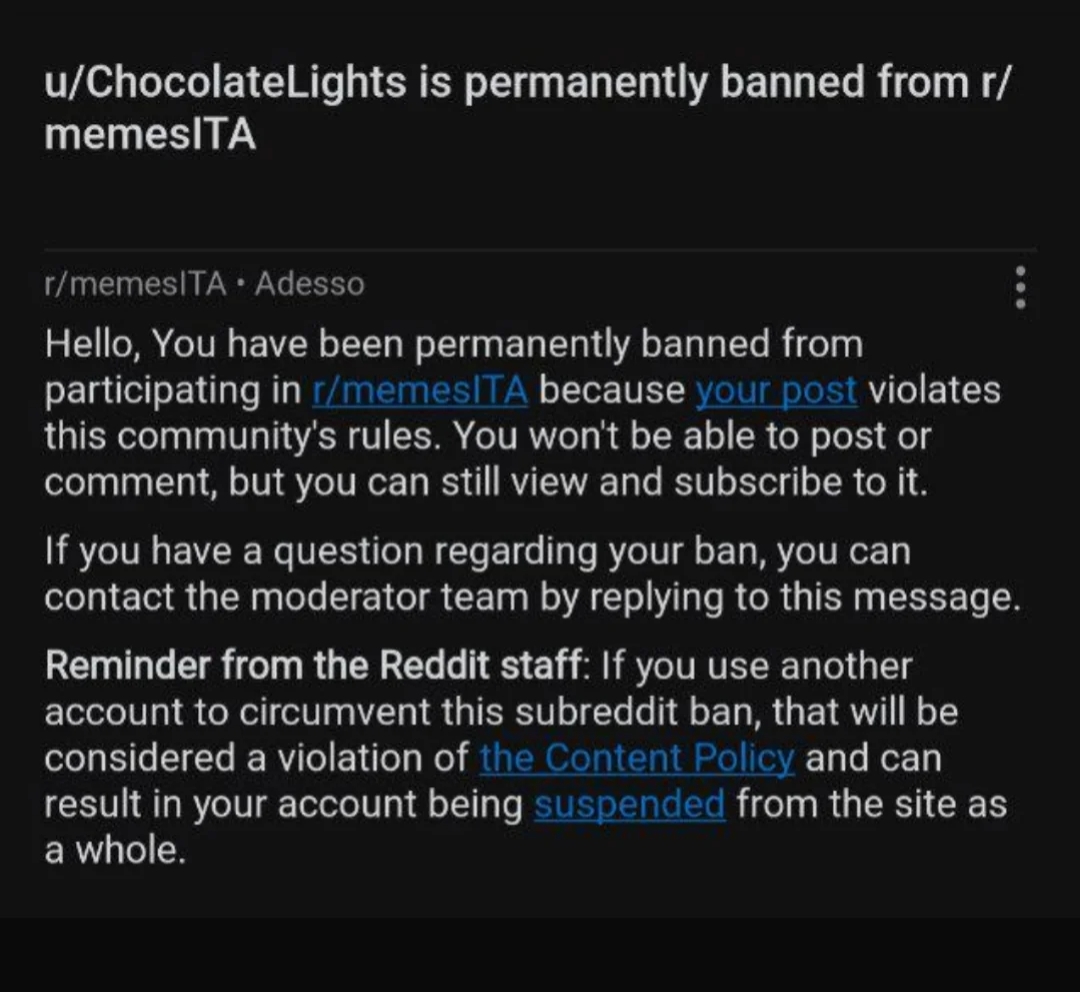 u/ChocolateLights is permanently banned from r/
memesITA
r/memesITA • Adesso
Hello, You have been permanently banned from
participating in r/memesITA because your post violates
this community's rules. You won't be able to post or
comment, but you can still view and subscribe to it.
If you have a question regarding your ban, you can
contact the moderator team by replying to this message.
Reminder from the Reddit staff: If you use another
account to circumvent this subreddit ban, that will be
considered a violation of the Content Policy and can
result in your account being suspended from the site as
a whole.